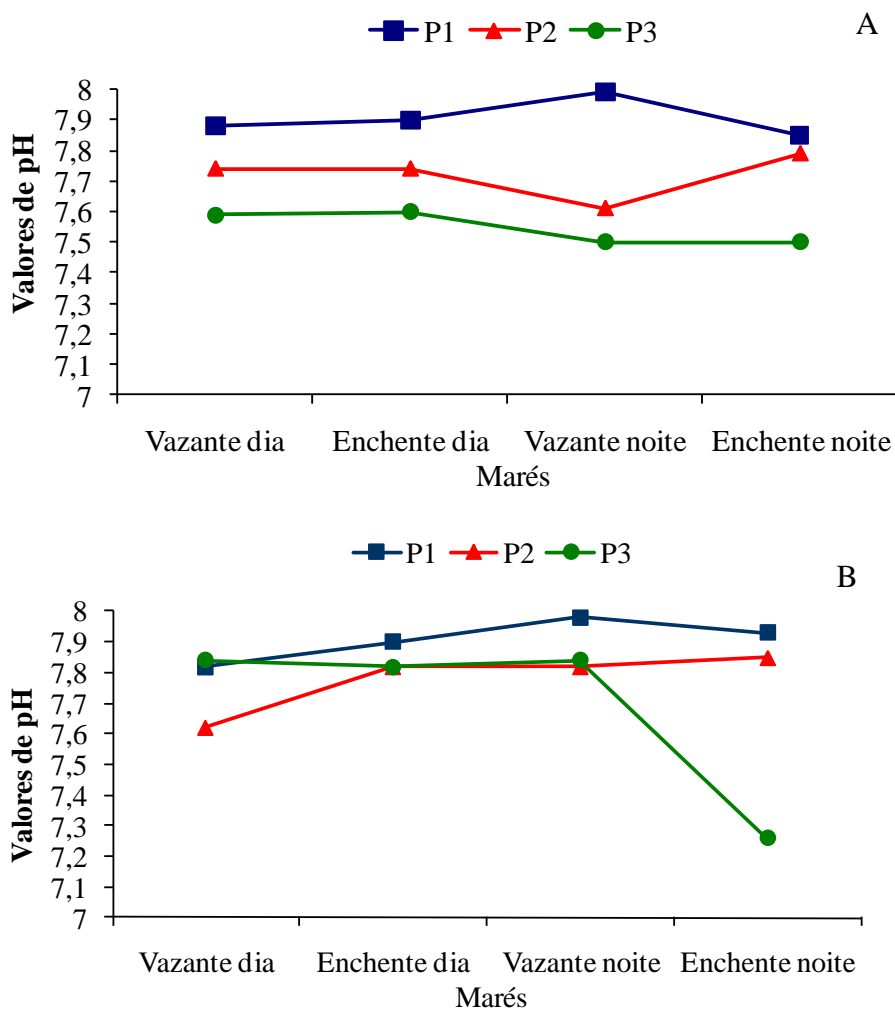 P1 P2 P3
A
Valores de pH
8
7,9
7,8
7,7
7,6
7,5
7,4
7,3
7,2
7,1
7
Vazante dia Enchente dia Vazante noite Enchente noite
Marés
P1 P2 P3
B
Valores de pH
8
7,9
7,8
7,7
7,6
7,5
7,4
7,3
7,2
7,1
7
Vazante dia Enchente dia Vazante noite Enchente noite
Marés